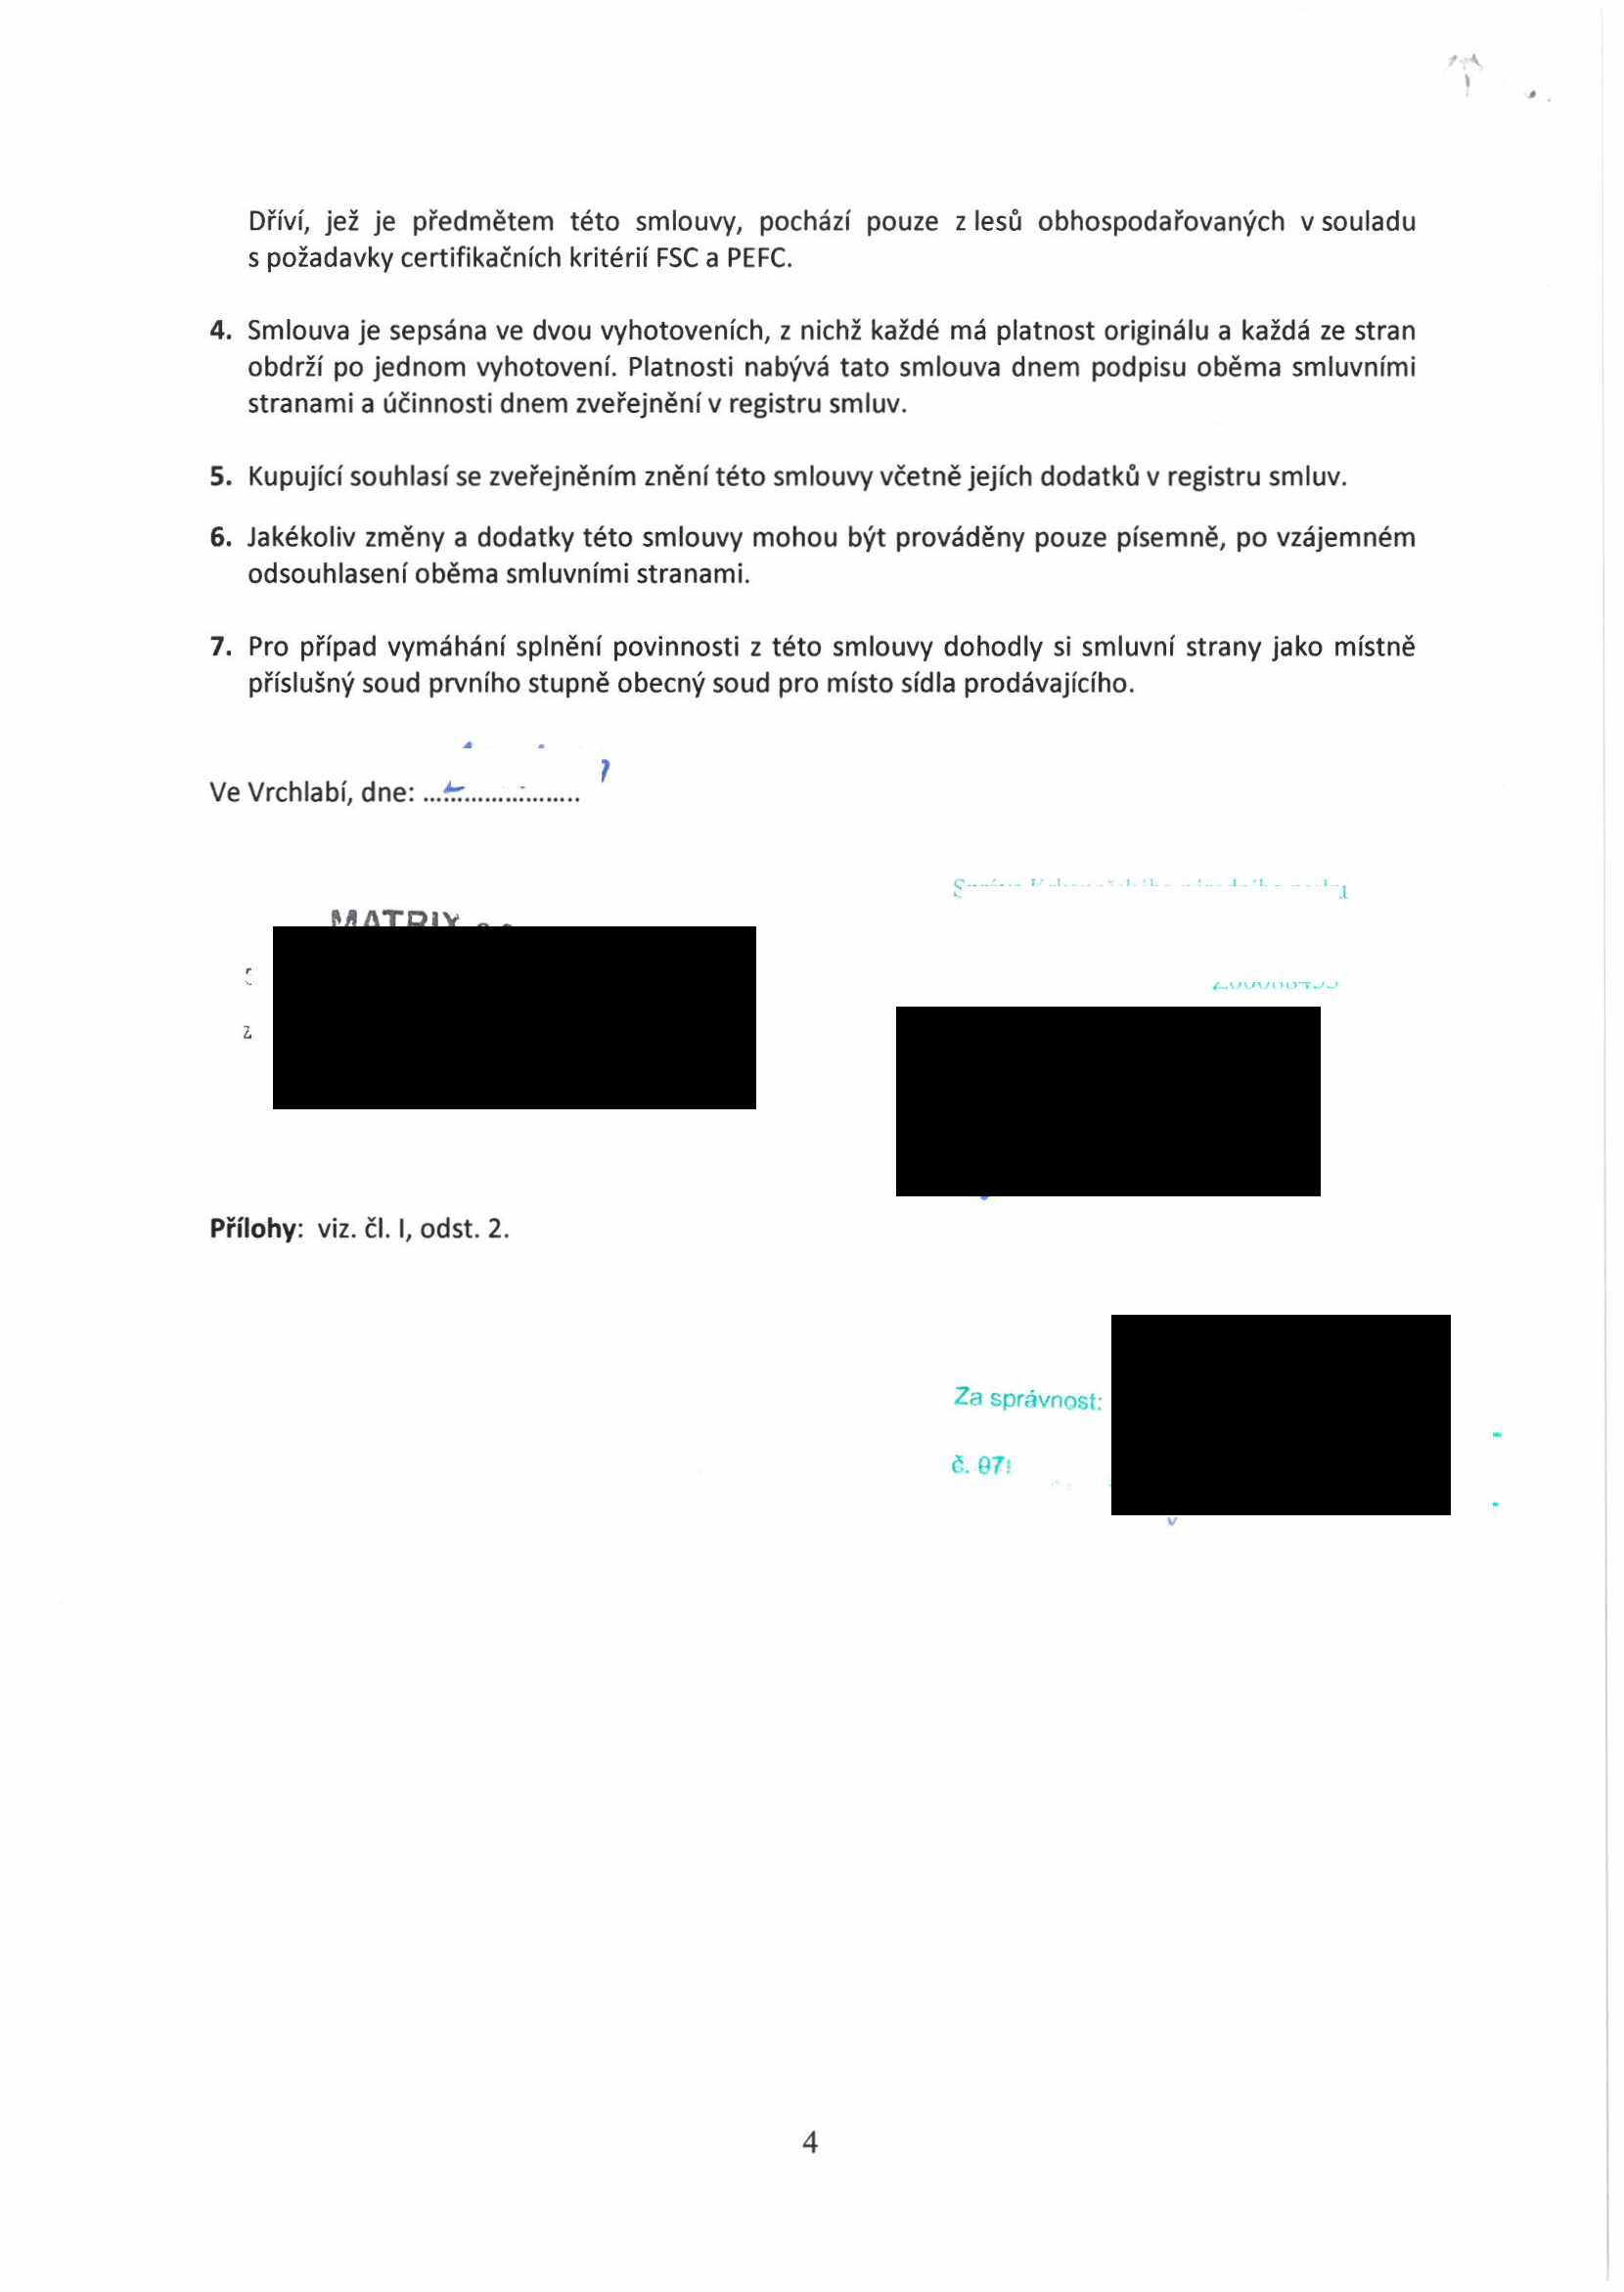 Dříví, jež je předmětem této smlouvy, pochází pouze z lesů obhospodařovaných v souladu
s požadavky certifikačních kritérií FSC a PEFC.
4. Smlouva je sepsána ve dvou vyhotoveních, z nichž každé má platnost originálu a každá ze stran
obdrží po jednom vyhotovení. Platnosti nabývá tato smlouva dnem podpisu oběma smluvními
stranami a účinnosti dnem zveřejnění v registru smluv.
5. Kupující souhlasí se zveřejněním znění této smlouvy včetně jejích dodatků v registru smluv.
6. Jakékoliv změny a dodatky této smlouvy mohou být prováděny pouze písemně, po vzájemném
odsouhlasení oběma smluvními stranami.
7. Pro případ vymáhání splnění povinnosti z této smlouvy dohodly si smluvní strany jako místně
příslušný soud prvního stupně obecný soud pro místo sídla prodávajícího.
Ve Vrchlabí, dne: .......................
MATRIX
Přílohy: viz. čl. I, odst. 2.
Za správnost:
č. 07
4